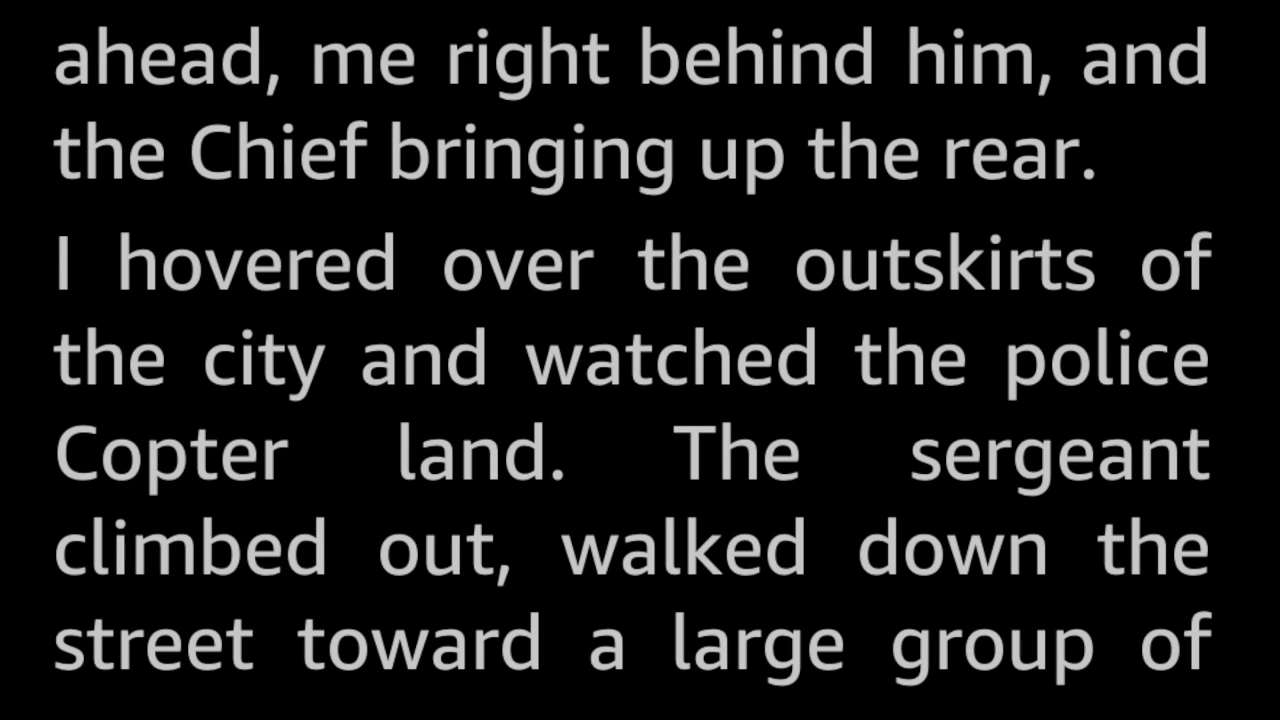 ahead, me right behind him, and
the Chief bringing up the rear.
I hovered over the outskirts of
the city and watched the police
Copter land. The sergeant
climbed out, walked down the
street toward a large group of